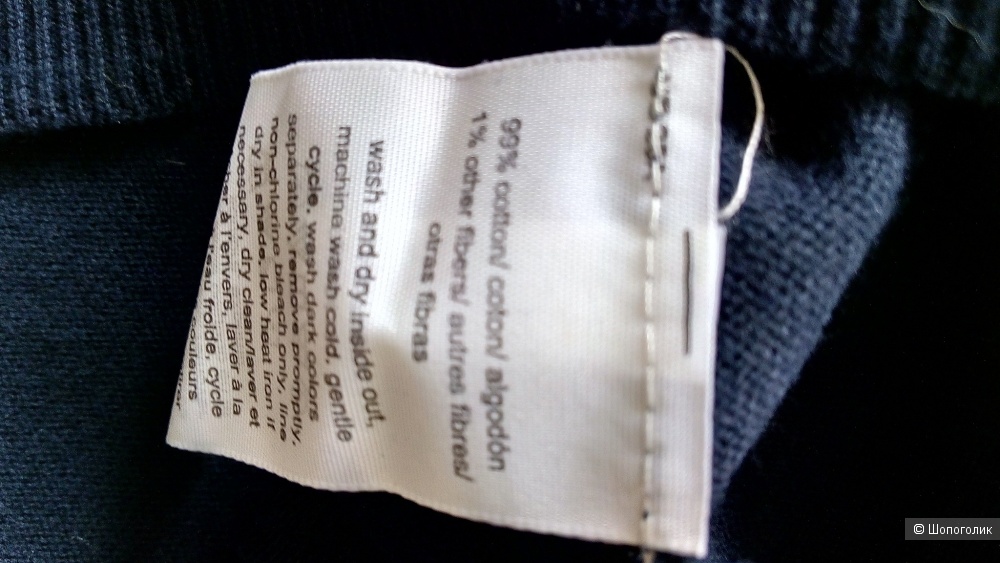 99% cotton/ coton/ algodón
1% other fibers/ autres fibres/
otras fibras
wash and dry inside out,
machine wash cold, gentle
cycle, wash dark colors
separately, remove promptly,
non-chlorine bleach only, line
dry in shade, low heat iron if
necessary, dry clean/laver et
à l'envers, laver à la
l'eau froide, cycle
couleurs
© Шопоголик